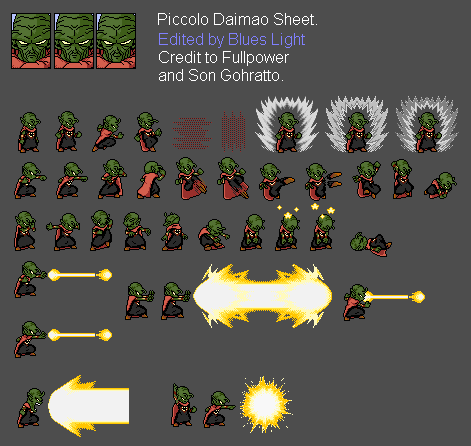 Piccolo Daimao Sheet.
Edited by Blues Light
Credit to Fullpower
and Son Gohratto.